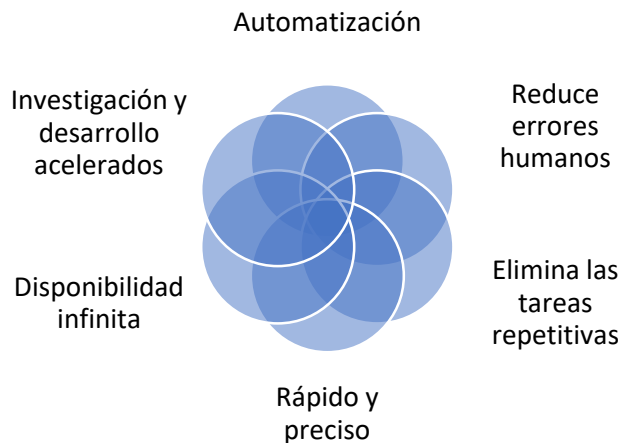 Automatización
Reduce
errores
humanos
Elimina las
tareas
repetitivas
Rápido y
preciso
Disponibilidad
infinita
Investigación y
desarrollo
acelerados